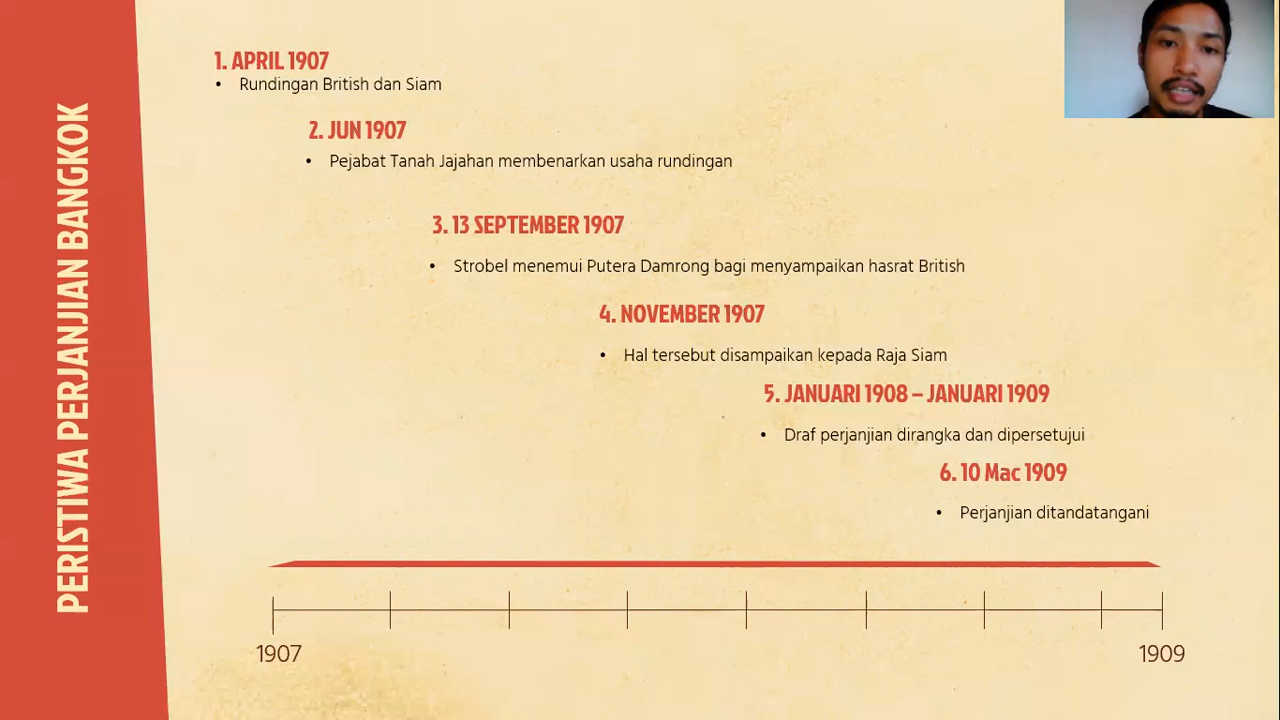 PERISTIWA PERJANJIAN BANGKOK
1. APRIL 1907
• Rundingan British dan Siam
2. JUN 1907
• Pejabat Tanah Jajahan membenarkan usaha rundingan
3. 13 SEPTEMBER 1907
• Strobel menemui Putera Damrong bagi menyampaikan hasrat British
4. NOVEMBER 1907
• Hal tersebut disampaikan kepada Raja Siam
5. JANUARI 1908 – JANUARI 1909
• Draf perjanjian dirangka dan dipersetujui
6. 10 Mac 1909
• Perjanjian ditandatangani
1907
1909